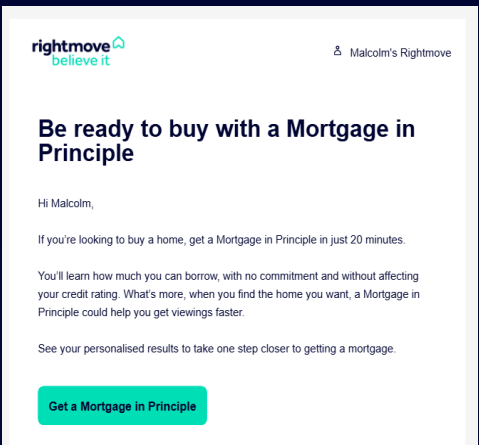 rightmove
believe it
Malcolm's Rightmove
Be ready to buy with a Mortgage in
Principle
Hi Malcolm,
If you're looking to buy a home, get a Mortgage in Principle in just 20 minutes.
You'll learn how much you can borrow, with no commitment and without affecting
your credit rating. What's more, when you find the home you want, a Mortgage in
Principle could help you get viewings faster.
See your personalised results to take one step closer to getting a mortgage.
Get a Mortgage in Principle